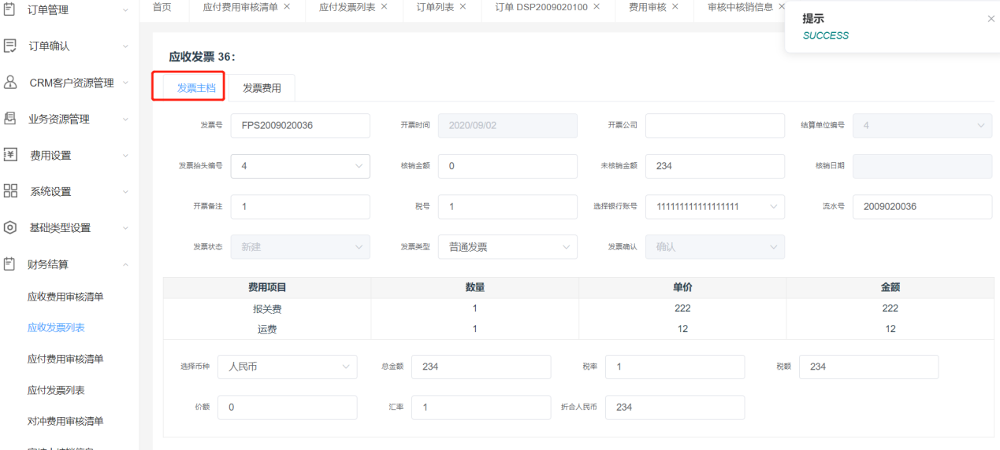 订单管理
订单确认
CRM客户资源管理
业务资源管理
费用设置
系统设置
基础类型设置
财务结算
应收费用审核清单
应收发票列表
应付费用审核清单
应付发票列表
对冲费用审核清单
首页 应付费用审核清单 × 应付发票列表 × 订单列表 × 订单 DSP2009020100 × 费用审核 × 审核中核销信息 ×
提示 ×
SUCCESS
应收发票 36：
发票主档 发票费用
发票号 FPS2009020036 开票时间 2020/09/02 开票公司 结算单位编号 4
发票抬头编号 4 核销金额 0 未核销金额 234 核销日期
开票备注 1 税号 1 选择银行账号 111111111111111111 流水号 2009020036
发票状态 新建 发票类型 普通发票 发票确认 确认
费用项目 数量 单价 金额
报关费 1 222 222
运费 1 12 12
选择币种 人民币 总金额 234 税率 1 税额 234
价额 0 汇率 1 折合人民币 234